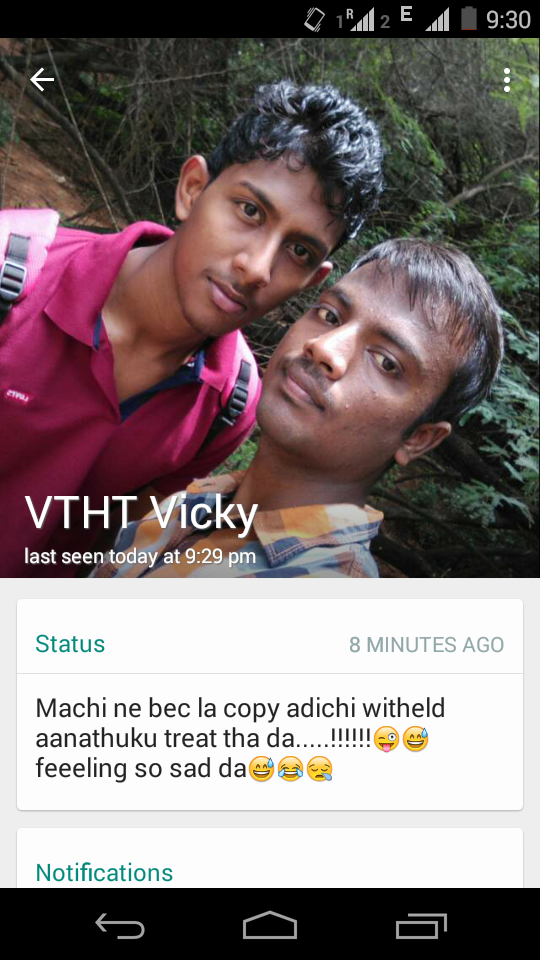 1 R 2 E 9:30
VTHT Vicky
last seen today at 9:29 pm
Status 8 MINUTES AGO
Machi ne bec la copy adichi witheld
aanathuku treat tha da.....!!!!!!😜😅
feeeling so sad da😅😂😪
Notifications